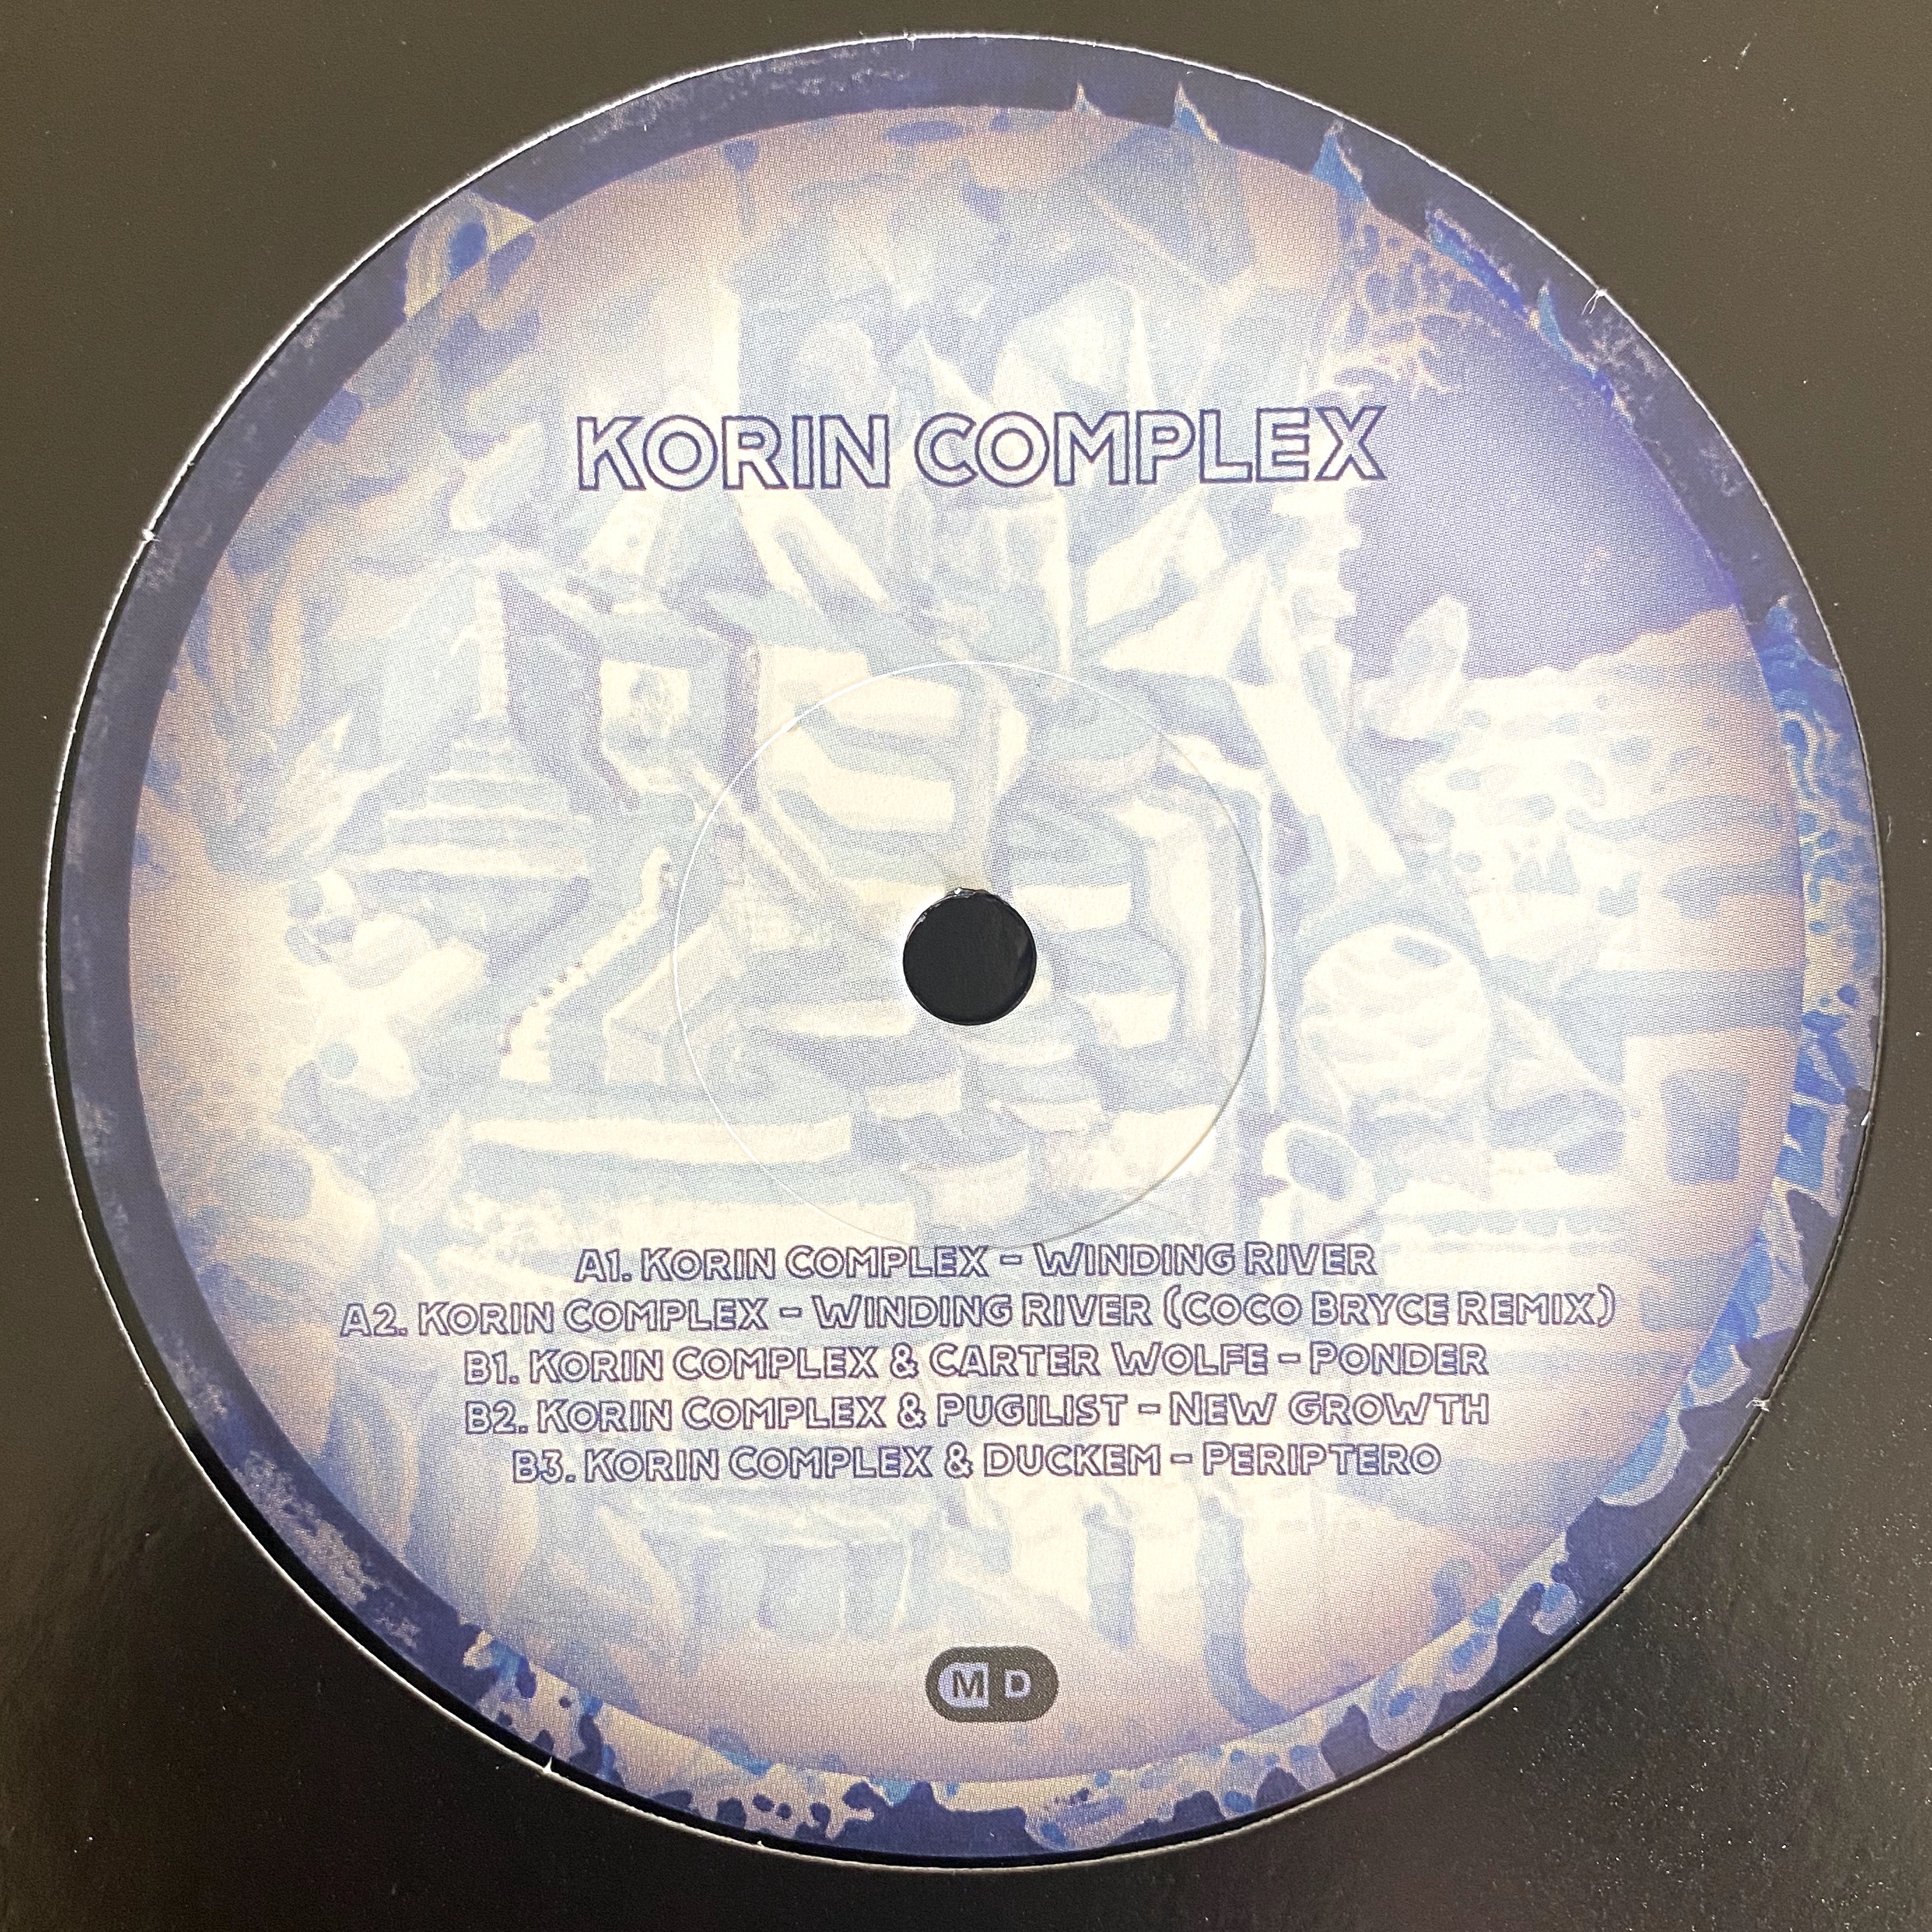 KORIN COMPLEX
A1. KORIN COMPLEX - WINDING RIVER
A2. KORIN COMPLEX - WINDING RIVER (COCO BRYCE REMIX)
B1. KORIN COMPLEX & CARTER WOLFE - PONDER
B2. KORIN COMPLEX & PUGILIST - NEW GROWTH
B3. KORIN COMPLEX & DUCKEM - PERIPTERO
M D